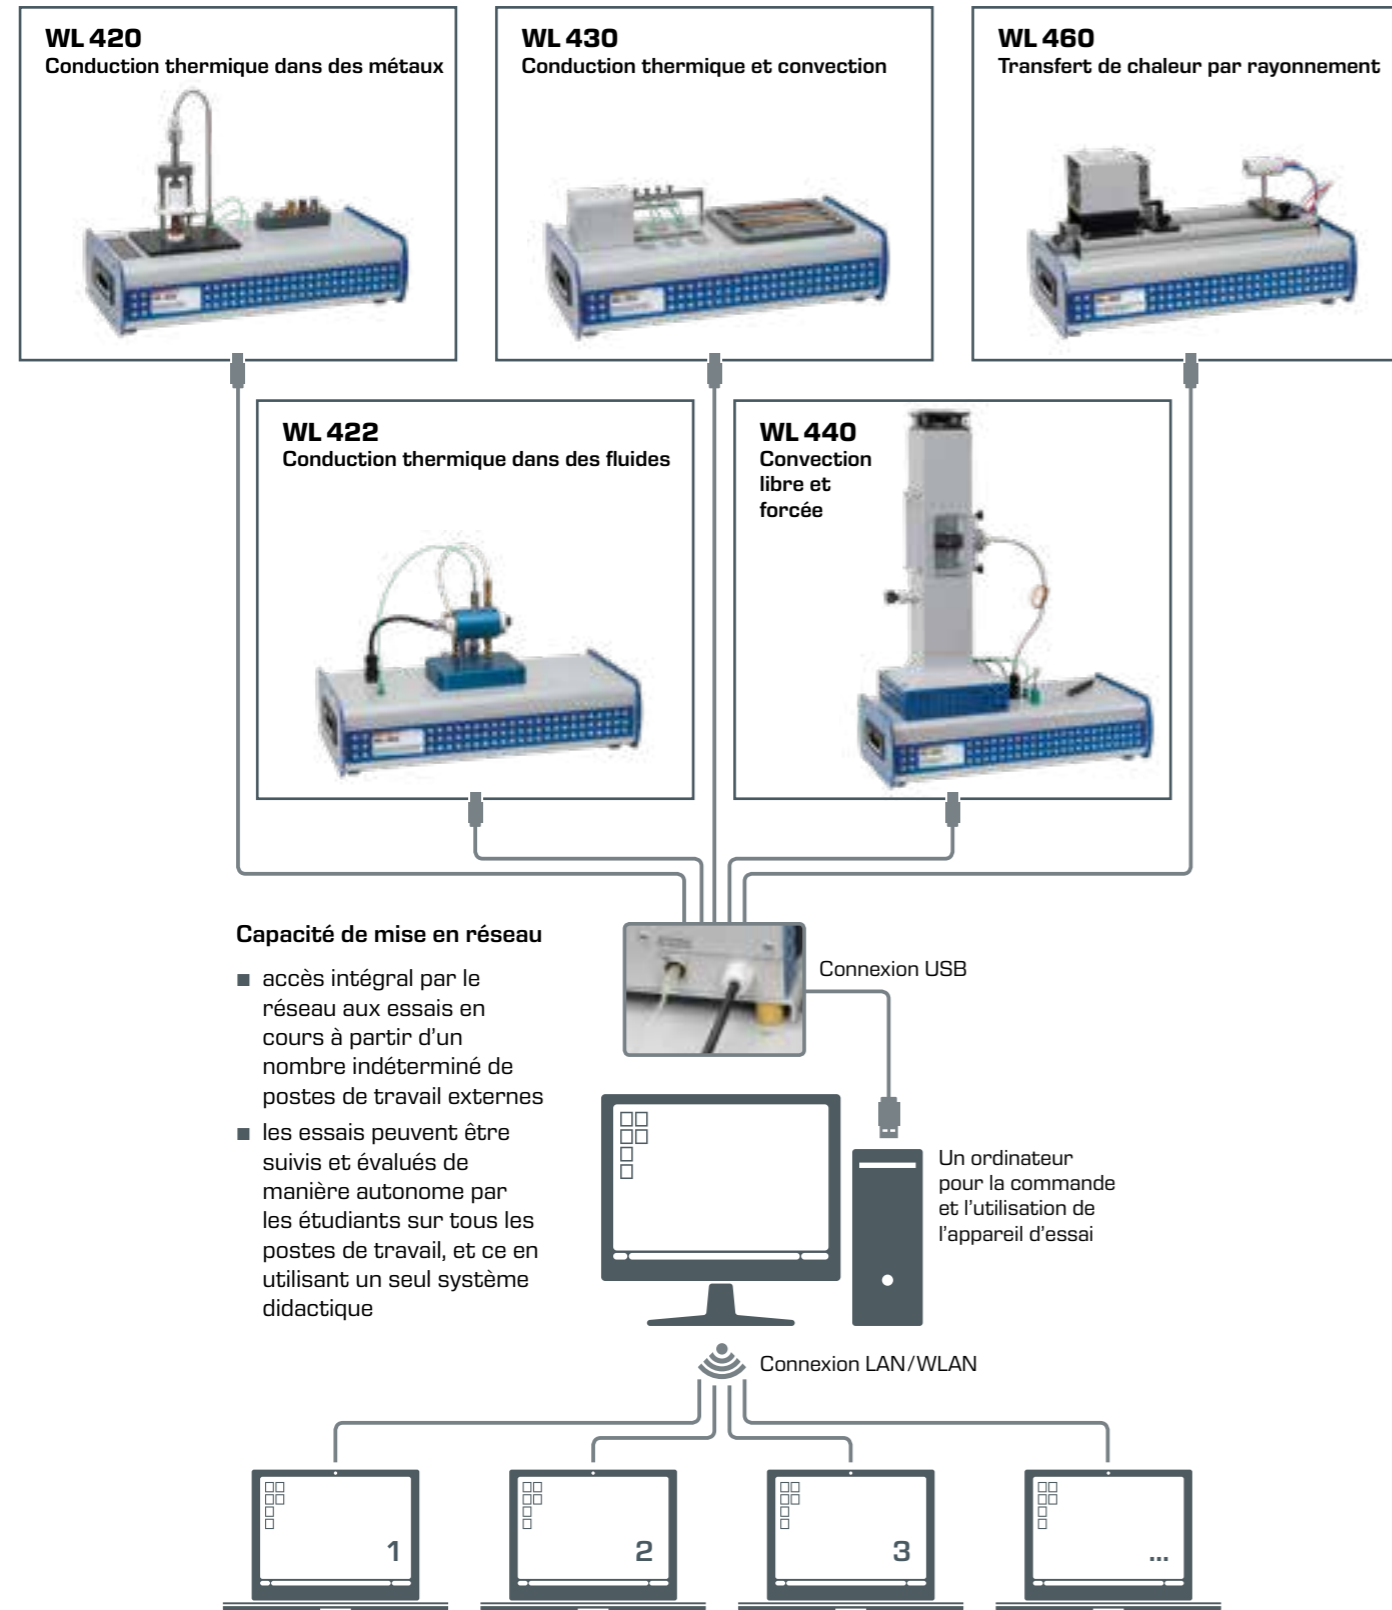 WL 420
Conduction thermique dans des métaux
WL 430
Conduction thermique et convection
WL 460
Transfert de chaleur par rayonnement
WL 422
Conduction thermique dans des fluides
WL 440
Convection
libre et
forcée
Capacité de mise en réseau
■ accès intégral par le
réseau aux essais en
cours à partir d’un
nombre indéterminé de
postes de travail externes
■ les essais peuvent être
suivis et évalués de
manière autonome par
les étudiants sur tous les
postes de travail, et ce en
utilisant un seul système
didactique
Connexion USB
Un ordinateur
pour la commande
et l’utilisation de
l’appareil d’essai
Connexion LAN/WLAN
1
2
3
...